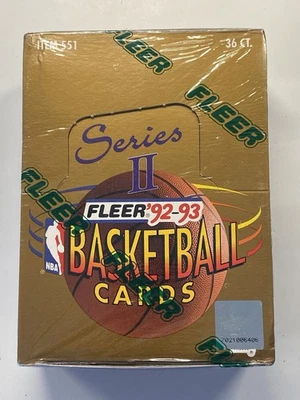 ITEM 551 36 CT.
FLEER
FLEER
Series
II
FLEER '92-93
NBA
BASKETBALL
CARDS
FLEER